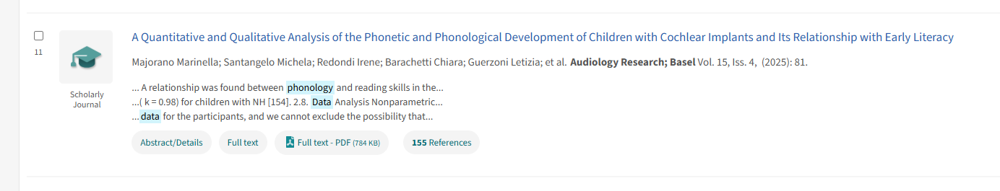 A Quantitative and Qualitative Analysis of the Phonetic and Phonological Development of Children with Cochlear Implants and Its Relationship with Early Literacy
11
Majorano Marinella; Santangelo Michela; Redondi Irene; Barachetti Chiara; Guerzoni Letizia; et al. Audiology Research; Basel Vol. 15, Iss. 4, (2025): 81.
Scholarly
Journal
... A relationship was found between phonology and reading skills in the...
...( k = 0.98) for children with NH [154]. 2.8. Data Analysis Nonparametric...
...data for the participants, and we cannot exclude the possibility that...
Abstract/Details Full text Full text - PDF (784 KB) 155 References